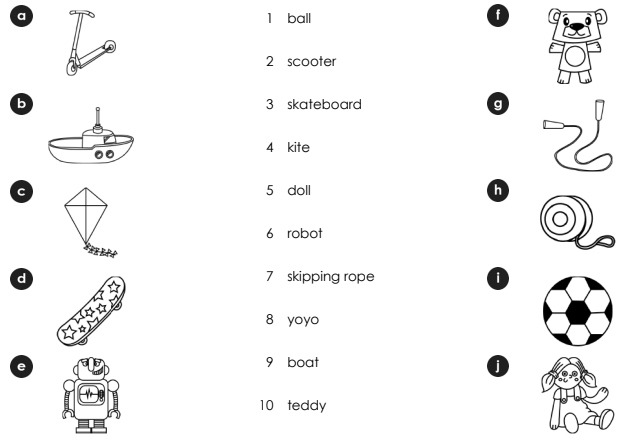 a
b
c
d
e
1 ball
2 scooter
3 skateboard
4 kite
5 doll
6 robot
7 skipping rope
8 yoyo
9 boat
10 teddy
f
g
h
i
j